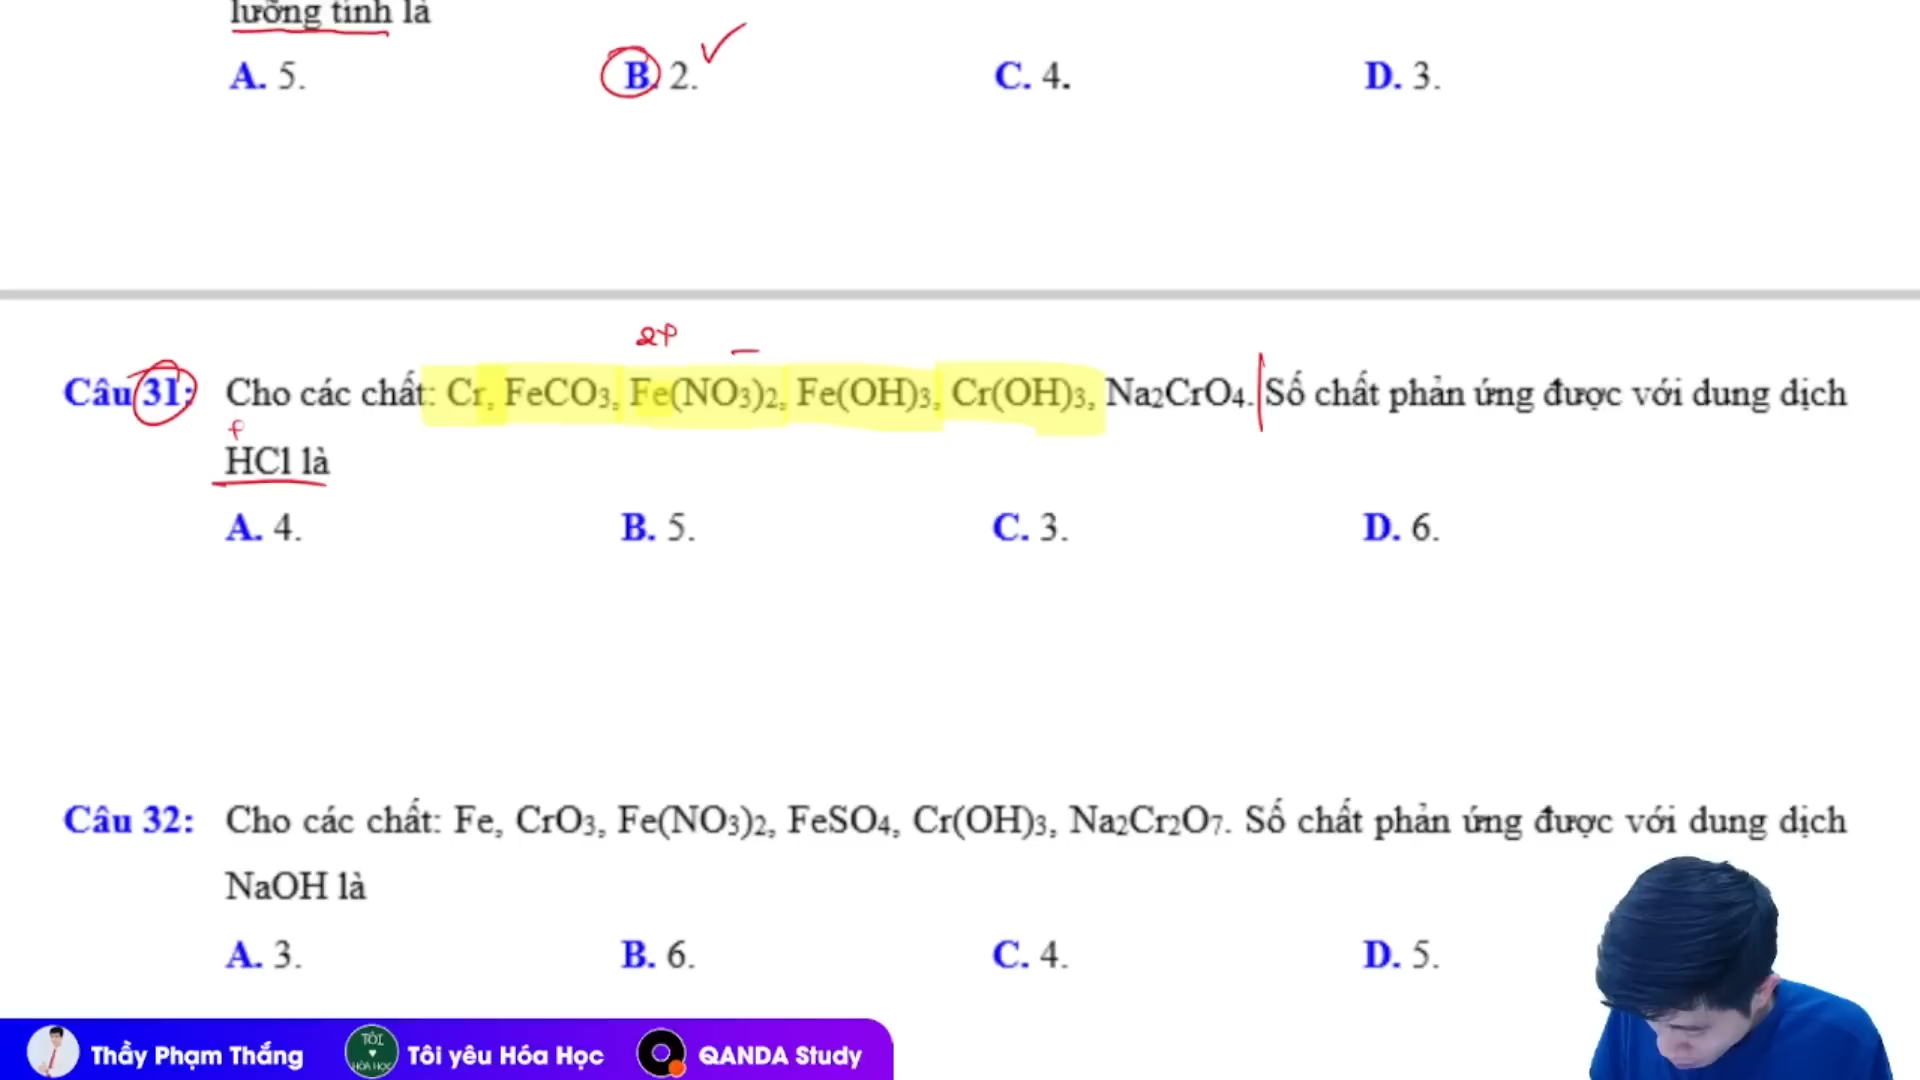 lưỡng tính là
A. 5. B. 2. C. 4. D. 3.
2+ −
Câu 31: Cho các chất: Cr, FeCO3, Fe(NO3)2, Fe(OH)3, Cr(OH)3, Na2CrO4. Số chất phản ứng được với dung dịch
HCl là
A. 4. B. 5. C. 3. D. 6.
Câu 32: Cho các chất: Fe, CrO3, Fe(NO3)2, FeSO4, Cr(OH)3, Na2Cr2O7. Số chất phản ứng được với dung dịch
NaOH là
A. 3. B. 6. C. 4. D. 5.
Thầy Phạm Thắng TÔI ♥ HÓA HỌC Tôi yêu Hóa Học QANDA Study